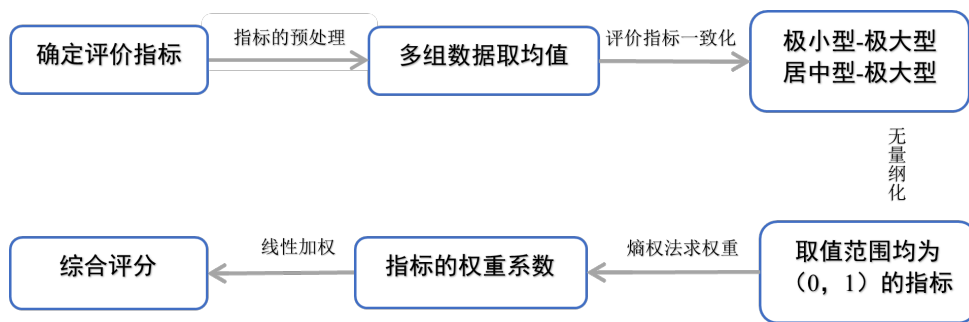 确定评价指标
指标的预处理
多组数据取均值
评价指标一致化
极小型-极大型
居中型-极大型
无量纲化
取值范围均为
（0，1）的指标
熵权法求权重
指标的权重系数
线性加权
综合评分